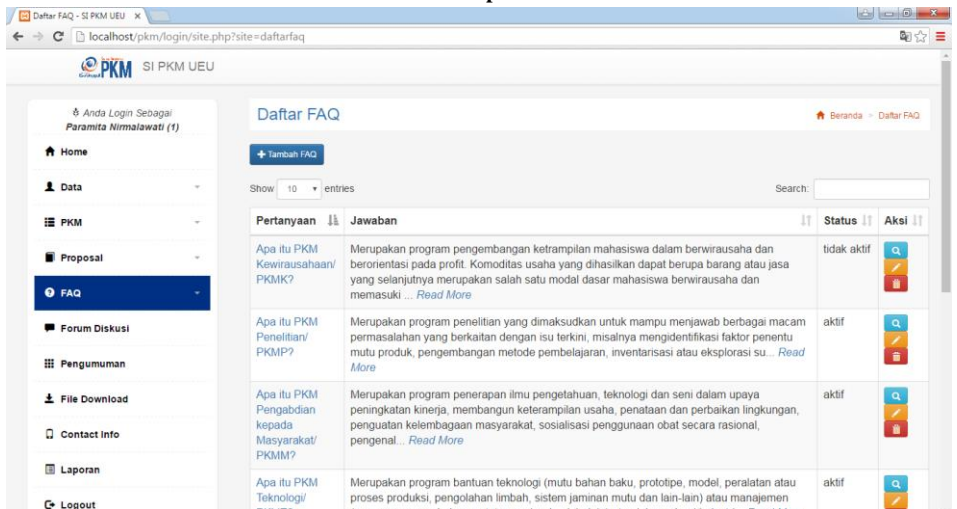 Daftar FAQ - SI PKM UEU
localhost/pkm/login/site.php?site=daftarfaq
PKM SI PKM UEU
Anda Login Sebagai
Paramita Nirmalawati (1)
Home
Data
PKM
Proposal
FAQ
Forum Diskusi
Pengumuman
File Download
Contact Info
Laporan
Logout
Daftar FAQ
Beranda > Daftar FAQ
Tambah FAQ
Show 10 entries
Search:
Pertanyaan Jawaban Status Aksi
Apa itu PKM
Kewirausahaan/
PKMK?
Merupakan program pengembangan ketrampilan mahasiswa dalam berwirausaha dan
berorientasi pada profit. Komoditas usaha yang dihasilkan dapat berupa barang atau jasa
yang selanjutnya merupakan salah satu modal dasar mahasiswa berwirausaha dan
memasuki ... Read More
tidak aktif
Apa itu PKM
Penelitian/
PKMP?
Merupakan program penelitian yang dimaksudkan untuk mampu menjawab berbagai macam
permasalahan yang berkaitan dengan isu terkini, misalnya mengidentifikasi faktor penentu
mutu produk, pengembangan metode pembelajaran, inventarisasi atau eksplorasi su... Read
More
aktif
Apa itu PKM
Pengabdian
kepada
Masyarakat/
PKMM?
Merupakan program penerapan ilmu pengetahuan, teknologi dan seni dalam upaya
peningkatan kinerja, membangun keterampilan usaha, penataan dan perbaikan lingkungan,
penguatan kelembagaan masyarakat, sosialisasi penggunaan obat secara rasional,
pengenal... Read More
aktif
Apa itu PKM
Teknologi/
Merupakan program bantuan teknologi (mutu bahan baku, prototipe, model, peralatan atau
proses produksi, pengolahan limbah, sistem jaminan mutu dan lain-lain) atau manajemen
aktif